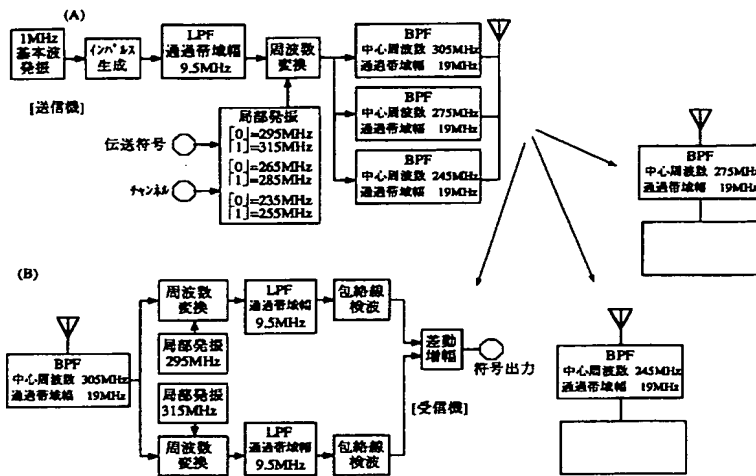 (A)
1MHz
基本波
発振
インパルス
生成
LPF
通過帯域幅
9.5MHz
周波数
変換
BPF
中心周波数 305MHz
通過帯域幅 19MHz
BPF
中心周波数 275MHz
通過帯域幅 19MHz
BPF
中心周波数 245MHz
通過帯域幅 19MHz
[送信機]
伝送符号
チャンネル
局部発振
「0」=295MHz
「1」=315MHz
「0」=265MHz
「1」=285MHz
「0」=235MHz
「1」=255MHz
BPF
中心周波数 275MHz
通過帯域幅 19MHz
(B)
BPF
中心周波数 305MHz
通過帯域幅 19MHz
周波数
変換
局部発振
295MHz
LPF
通過帯域幅
9.5MHz
包絡線
検波
局部発振
315MHz
周波数
変換
LPF
通過帯域幅
9.5MHz
包絡線
検波
差動
増幅
符号出力
[受信機]
BPF
中心周波数 245MHz
通過帯域幅 19MHz